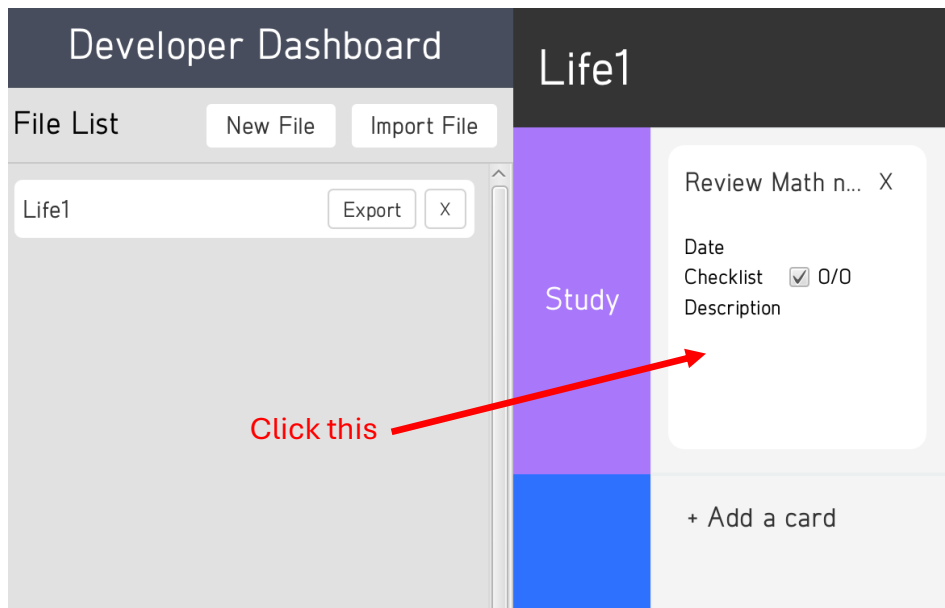 Developer Dashboard
File List
New File
Import File
Life1
Export
X
Click this
Life1
Study
Review Math n... X
Date
Checklist 0/0
Description
+ Add a card